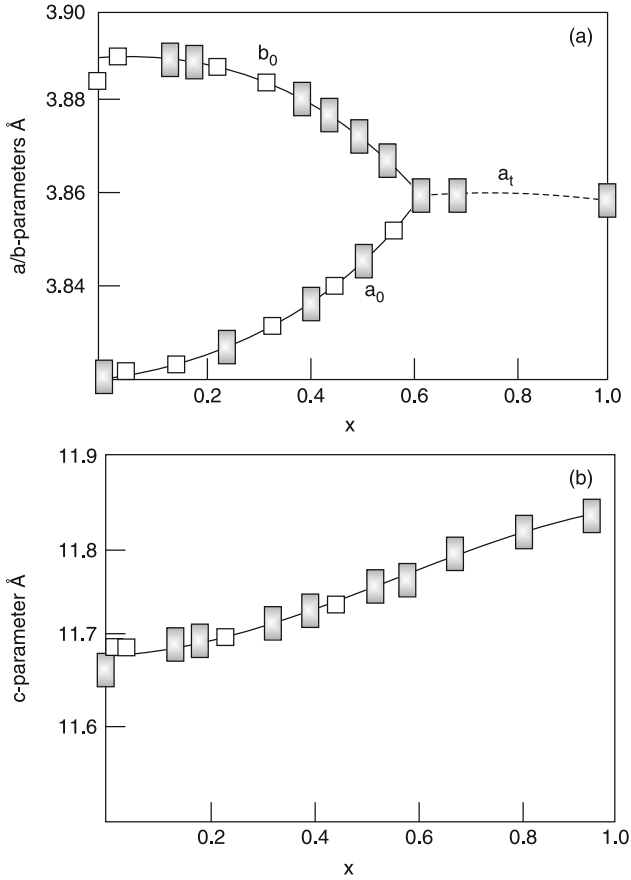 3.90
(a)
b₀
3.88
a/b-parameters Å
3.86
aₜ
3.84
a₀
0.2 0.4 0.6 0.8 1.0
x
11.9
(b)
11.8
c-parameter Å
11.7
11.6
0.2 0.4 0.6 0.8 1.0
x